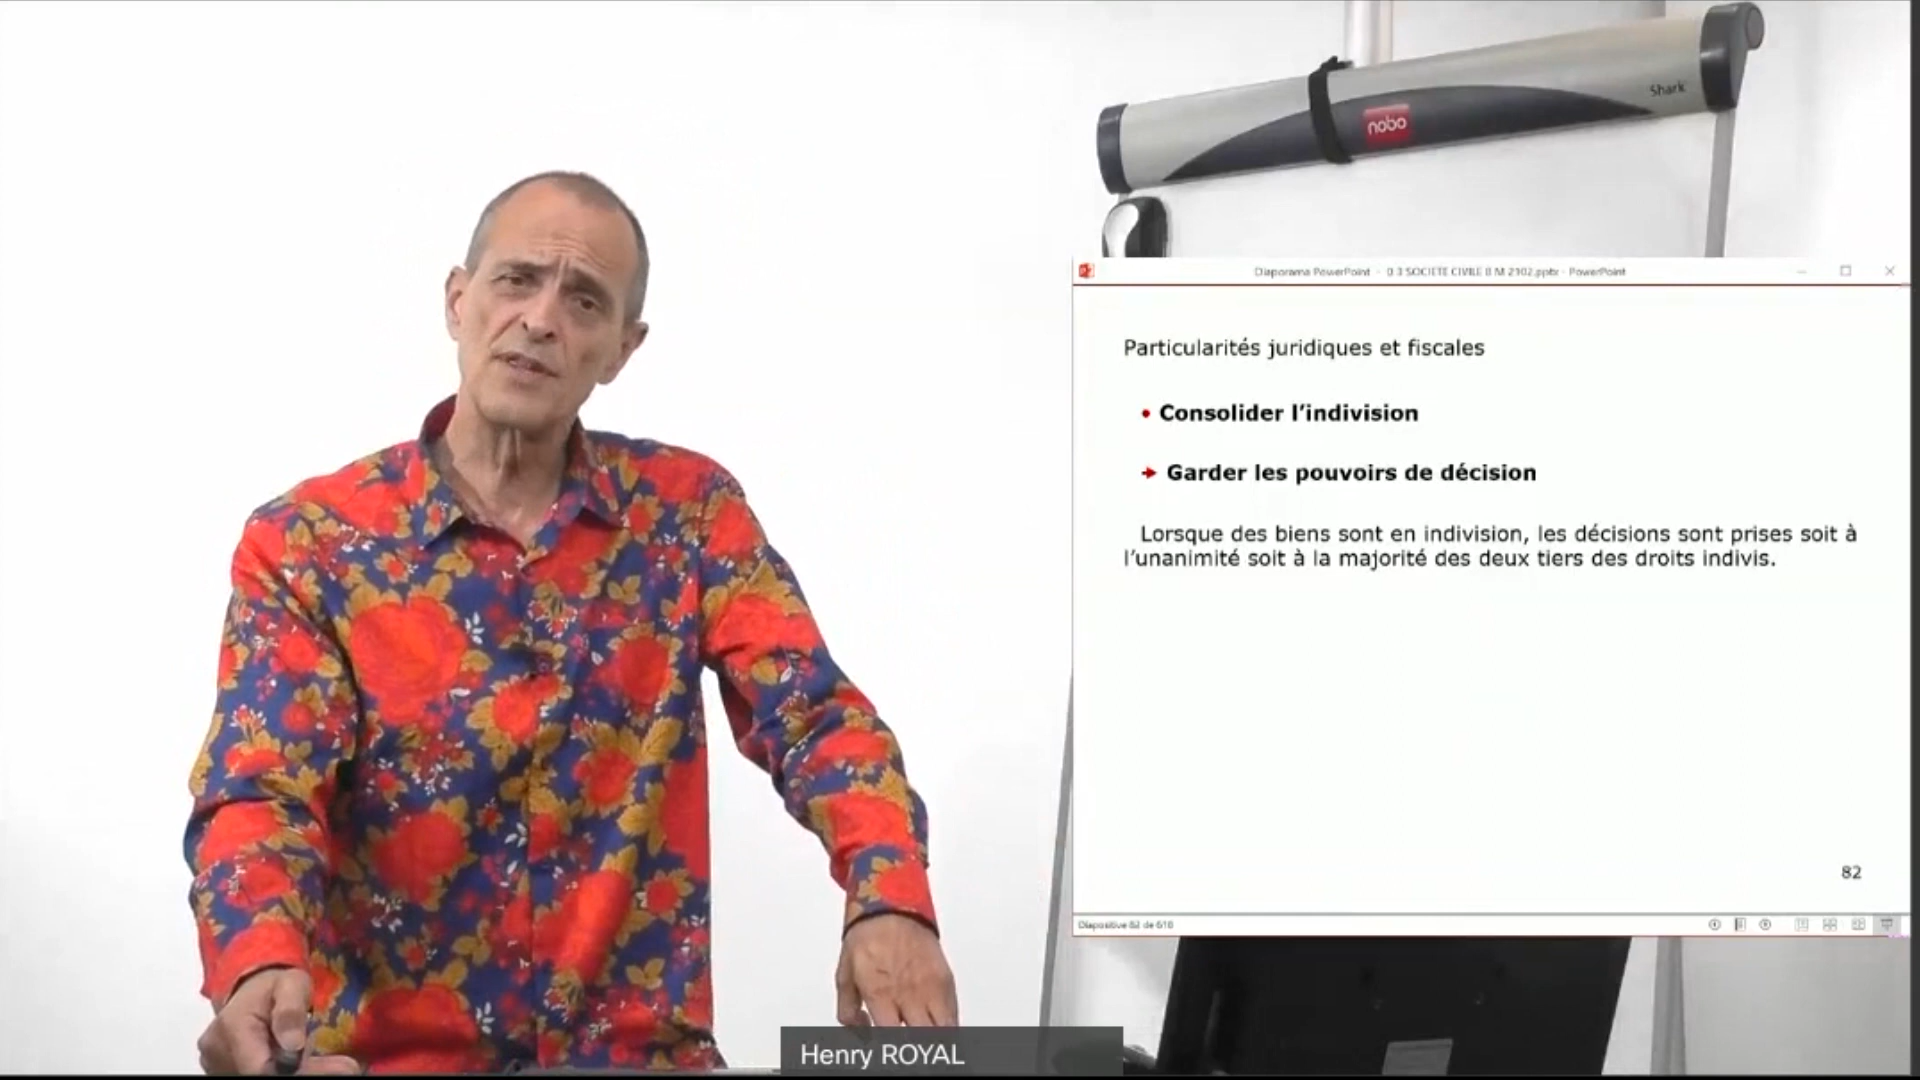 Shark
nobo
Diaporama PowerPoint - 0 3 SOCIETE CIVILE II M 2102.pptx - PowerPoint
Particularités juridiques et fiscales
• Consolider l’indivision
➔ Garder les pouvoirs de décision
Lorsque des biens sont en indivision, les décisions sont prises soit à
l’unanimité soit à la majorité des deux tiers des droits indivis.
82
Diapositive 82 de 610
Henry ROYAL